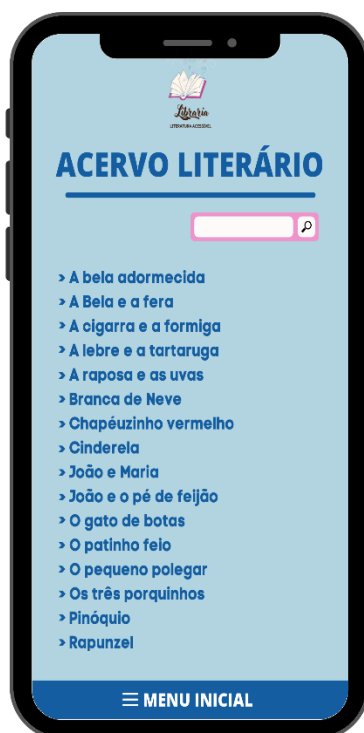 Libraria
LITERATURA ACESSÍVEL
ACERVO LITERÁRIO
> A bela adormecida
> A Bela e a fera
> A cigarra e a formiga
> A lebre e a tartaruga
> A raposa e as uvas
> Branca de Neve
> Chapéuzinho vermelho
> Cinderela
> João e Maria
> João e o pé de feijão
> O gato de botas
> O patinho feio
> O pequeno polegar
> Os três porquinhos
> Pinóquio
> Rapunzel
MENU INICIAL